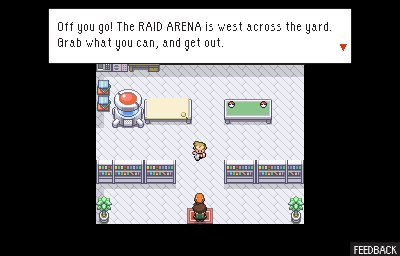 Off you go! The RAID ARENA is west across the yard.
Grab what you can, and get out.
FEEDBACK